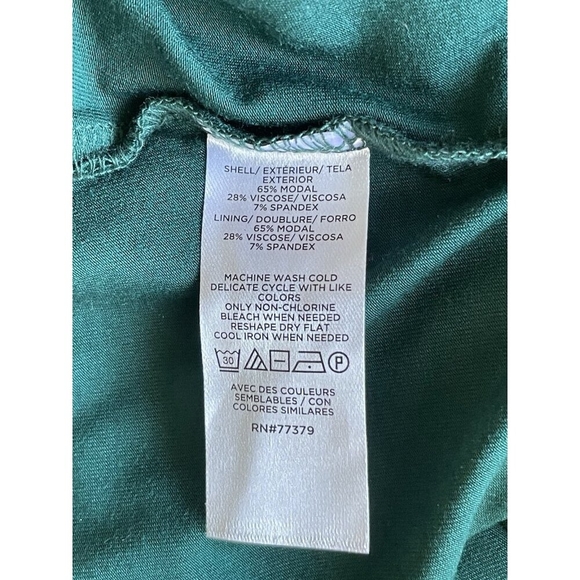 SHELL/ EXTÉRIEUR/ TELA
EXTERIOR
65% MODAL
28% VISCOSE/ VISCOSA
7% SPANDEX
LINING/ DOUBLURE/ FORRO
65% MODAL
28% VISCOSE/ VISCOSA
7% SPANDEX
MACHINE WASH COLD
DELICATE CYCLE WITH LIKE
COLORS
ONLY NON-CHLORINE
BLEACH WHEN NEEDED
RESHAPE DRY FLAT
COOL IRON WHEN NEEDED
30 P
AVEC DES COULEURS
SEMBLABLES / CON
COLORES SIMILARES
RN#77379